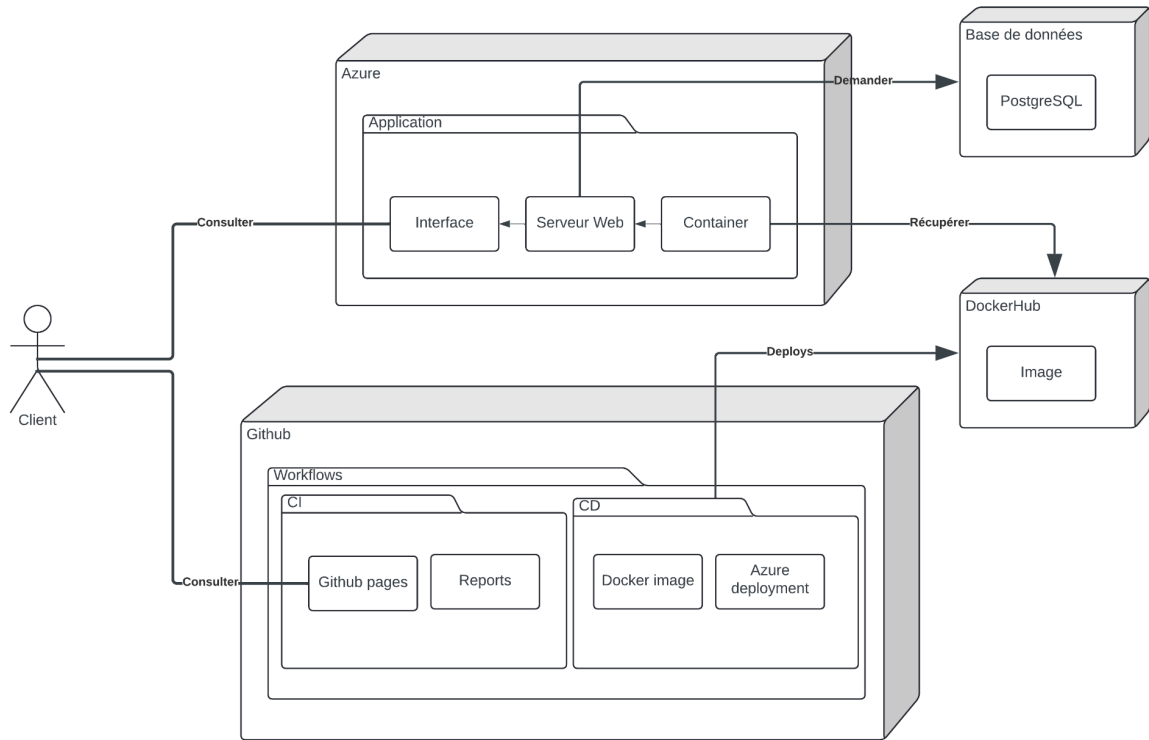 Base de données
PostgreSQL
Azure
Demander
Application
Consulter
Interface
Serveur Web
Container
Récupérer
DockerHub
Image
Deploys
Client
Github
Workflows
CI
CD
Consulter
Github pages
Reports
Docker image
Azure
deployment